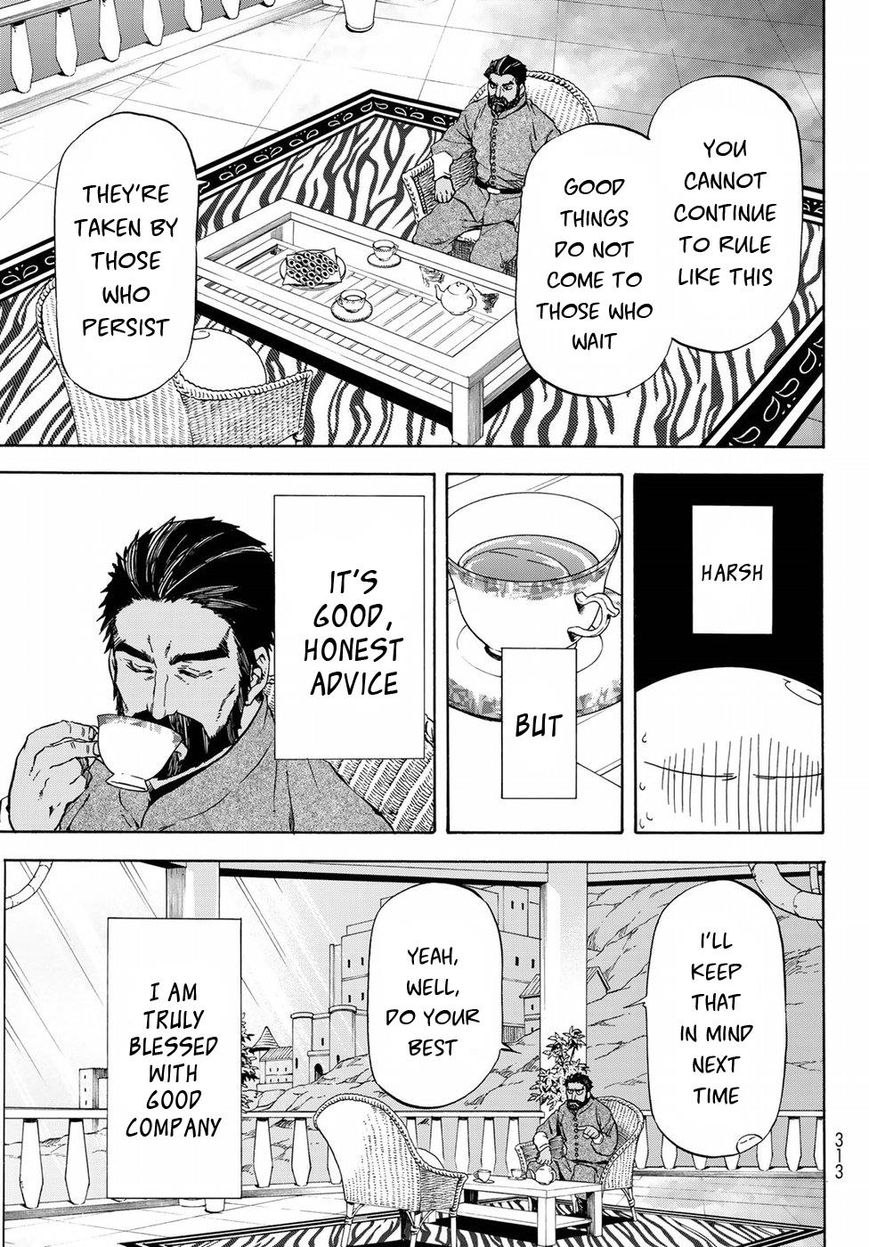 YOU
CANNOT
CONTINUE
TO RULE
LIKE THIS
GOOD
THINGS
DO NOT
COME TO
THOSE WHO
WAIT
THEY'RE
TAKEN BY
THOSE
WHO
PERSIST
HARSH
BUT
IT'S
GOOD,
HONEST
ADVICE
I'LL
KEEP
THAT
IN MIND
NEXT
TIME
YEAH,
WELL,
DO YOUR
BEST
I AM
TRULY
BLESSED
WITH
GOOD
COMPANY
313